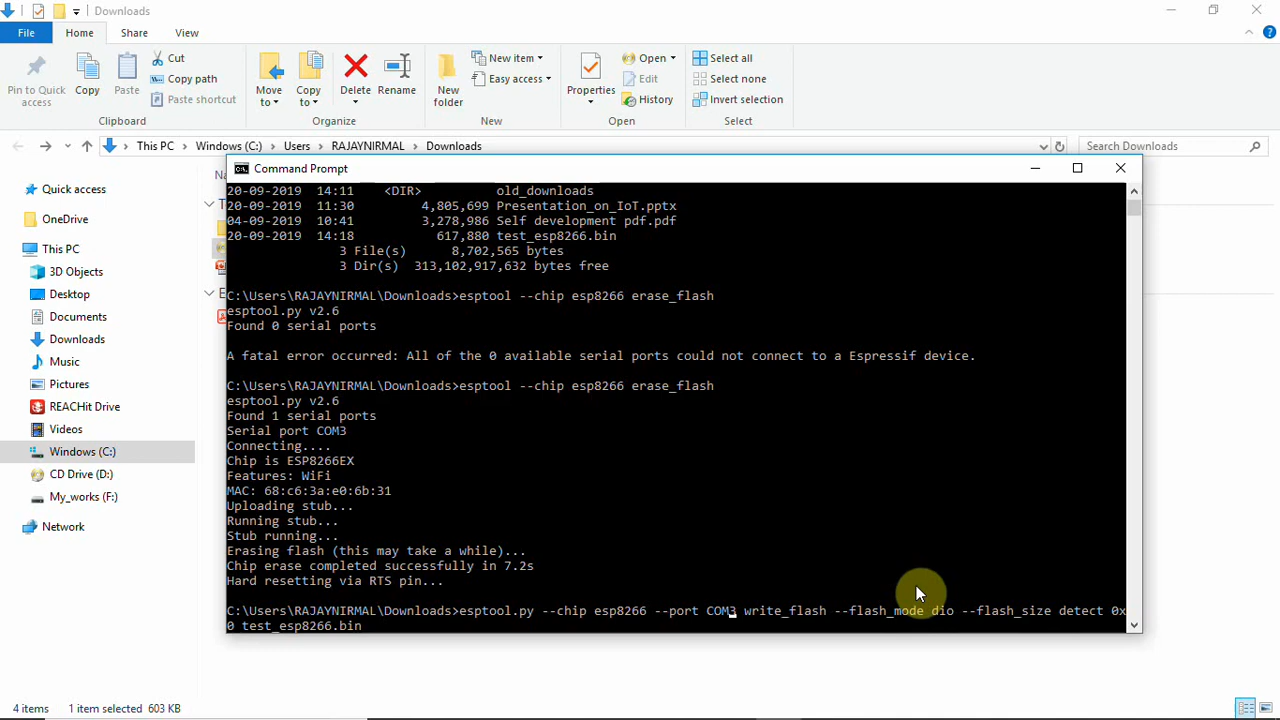 Downloads
File
Home
Share
View
Pin to Quick access
Copy
Paste
Cut
Copy path
Paste shortcut
Clipboard
Move to
Copy to
Delete
Rename
Organize
New folder
New item
Easy access
New
Properties
Open
Edit
History
Open
Select all
Select none
Invert selection
Select
This PC
Windows (C:)
Users
RAJAYNIRMAL
Downloads
Search Downloads
Quick access
OneDrive
This PC
3D Objects
Desktop
Documents
Downloads
Music
Pictures
REACHit Drive
Videos
Windows (C:)
CD Drive (D:)
My_works (F:)
Network
Command Prompt
20-09-2019 14:11 <DIR> old_downloads
20-09-2019 11:30 4,805,699 Presentation_on_IoT.pptx
04-09-2019 10:41 3,278,986 Self development pdf.pdf
20-09-2019 14:18 617,880 test_esp8266.bin
3 File(s) 8,702,565 bytes
3 Dir(s) 313,102,917,632 bytes free
C:\Users\RAJAYNIRMAL\Downloads>esptool --chip esp8266 erase_flash
esptool.py v2.6
Found 0 serial ports
A fatal error occurred: All of the 0 available serial ports could not connect to a Espressif device.
C:\Users\RAJAYNIRMAL\Downloads>esptool --chip esp8266 erase_flash
esptool.py v2.6
Found 1 serial ports
Serial port COM3
Connecting....
Chip is ESP8266EX
Features: WiFi
MAC: 68:c6:3a:e0:6b:31
Uploading stub...
Running stub...
Stub running...
Erasing flash (this may take a while)...
Chip erase completed successfully in 7.2s
Hard resetting via RTS pin...
C:\Users\RAJAYNIRMAL\Downloads>esptool.py --chip esp8266 --port COM3 write_flash --flash_mode dio --flash_size detect 0x
0 test_esp8266.bin
4 items
1 item selected 603 KB